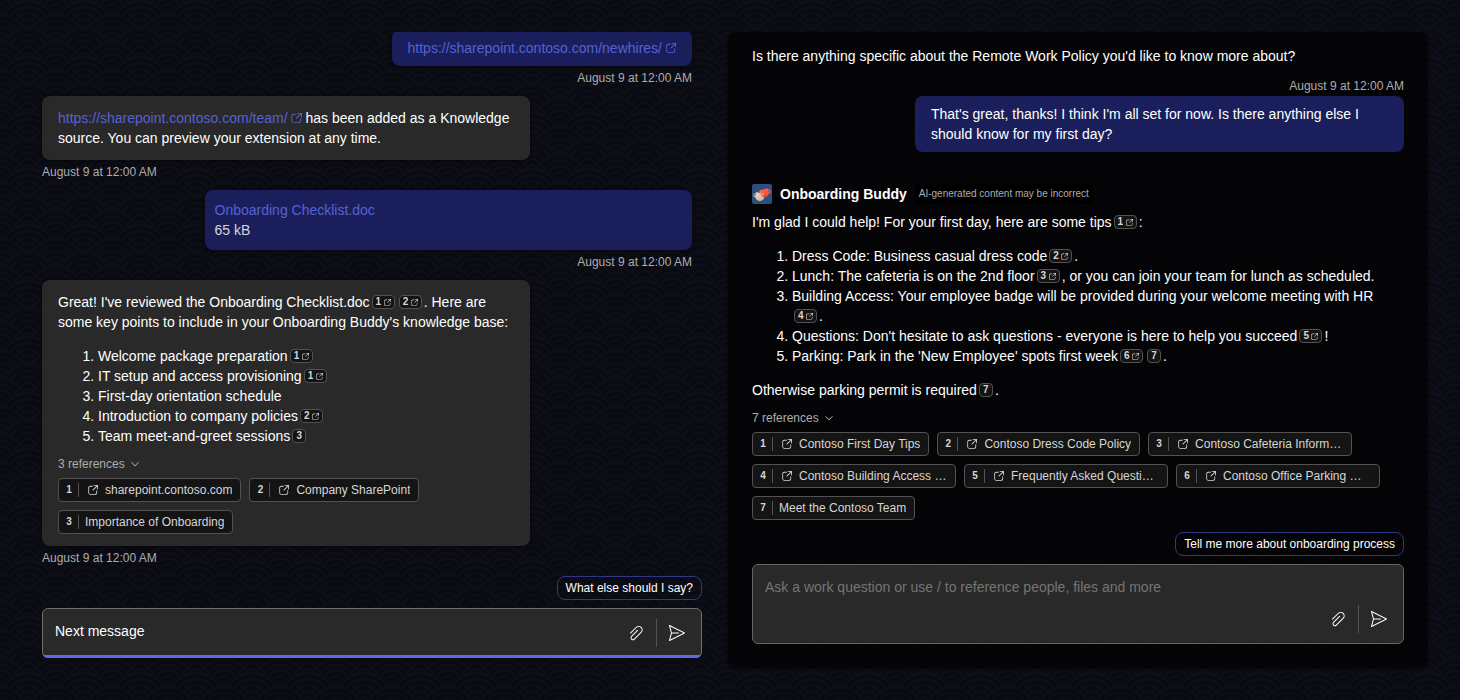 https://sharepoint.contoso.com/newhires/
August 9 at 12:00 AM
https://sharepoint.contoso.com/team/ has been added as a Knowledge
source. You can preview your extension at any time.
August 9 at 12:00 AM
Onboarding Checklist.doc
65 kB
August 9 at 12:00 AM
Great! I've reviewed the Onboarding Checklist.doc 1 2 . Here are
some key points to include in your Onboarding Buddy's knowledge base:
1. Welcome package preparation 1
2. IT setup and access provisioning 1
3. First-day orientation schedule
4. Introduction to company policies 2
5. Team meet-and-greet sessions 3
3 references
1 sharepoint.contoso.com 2 Company SharePoint
3 Importance of Onboarding
August 9 at 12:00 AM
What else should I say?
Next message
Is there anything specific about the Remote Work Policy you'd like to know more about?
August 9 at 12:00 AM
That's great, thanks! I think I'm all set for now. Is there anything else I
should know for my first day?
Onboarding Buddy AI-generated content may be incorrect
I'm glad I could help! For your first day, here are some tips 1 :
1. Dress Code: Business casual dress code 2 .
2. Lunch: The cafeteria is on the 2nd floor 3 , or you can join your team for lunch as scheduled.
3. Building Access: Your employee badge will be provided during your welcome meeting with HR
4 .
4. Questions: Don't hesitate to ask questions - everyone is here to help you succeed 5 !
5. Parking: Park in the 'New Employee' spots first week 6 7 .
Otherwise parking permit is required 7 .
7 references
1 Contoso First Day Tips 2 Contoso Dress Code Policy 3 Contoso Cafeteria Inform…
4 Contoso Building Access … 5 Frequently Asked Questi… 6 Contoso Office Parking …
7 Meet the Contoso Team
Tell me more about onboarding process
Ask a work question or use / to reference people, files and more